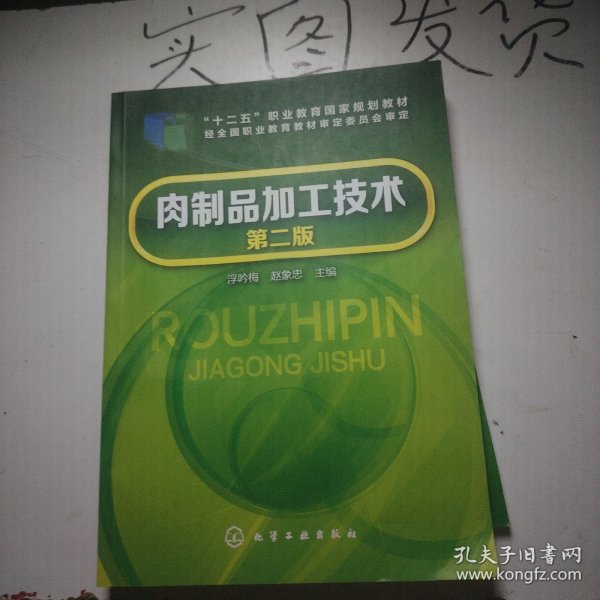 实图发货
“十二五”职业教育国家规划教材
经全国职业教育教材审定委员会审定
肉制品加工技术
第二版
浮吟梅 赵象忠 主编
ROUZHIPIN
JIAGONG JISHU
化学工业出版社
孔夫子旧书网
www.kongfz.com